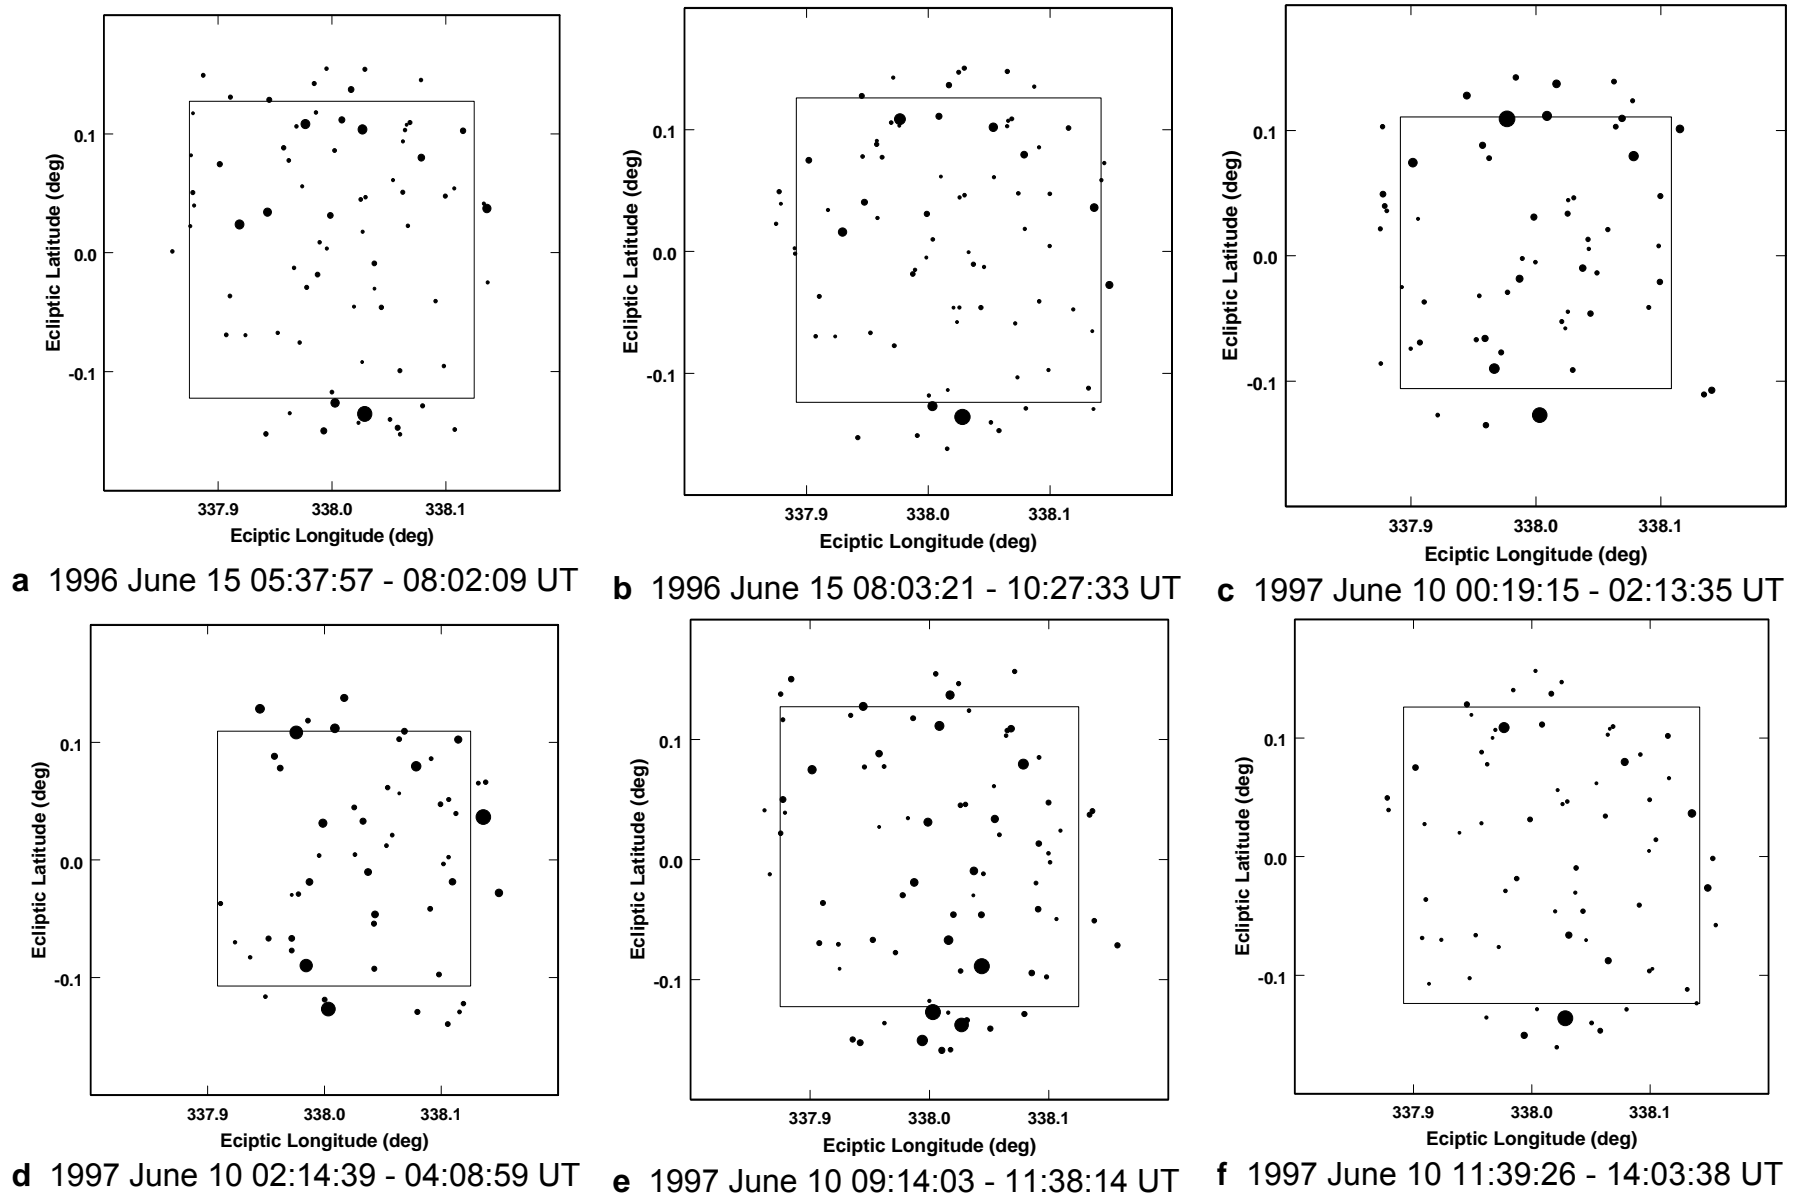 0.1
0.0
-0.1
Ecliptic Latitude (deg)
337.9 338.0 338.1
Eciptic Longitude (deg)
a 1996 June 15 05:37:57 - 08:02:09 UT
0.1
0.0
-0.1
Ecliptic Latitude (deg)
337.9 338.0 338.1
Eciptic Longitude (deg)
b 1996 June 15 08:03:21 - 10:27:33 UT
0.1
0.0
-0.1
Ecliptic Latitude (deg)
337.9 338.0 338.1
Eciptic Longitude (deg)
c 1997 June 10 00:19:15 - 02:13:35 UT
0.1
0.0
-0.1
Ecliptic Latitude (deg)
337.9 338.0 338.1
Eciptic Longitude (deg)
d 1997 June 10 02:14:39 - 04:08:59 UT
0.1
0.0
-0.1
Ecliptic Latitude (deg)
337.9 338.0 338.1
Eciptic Longitude (deg)
e 1997 June 10 09:14:03 - 11:38:14 UT
0.1
0.0
-0.1
Ecliptic Latitude (deg)
337.9 338.0 338.1
Eciptic Longitude (deg)
f 1997 June 10 11:39:26 - 14:03:38 UT